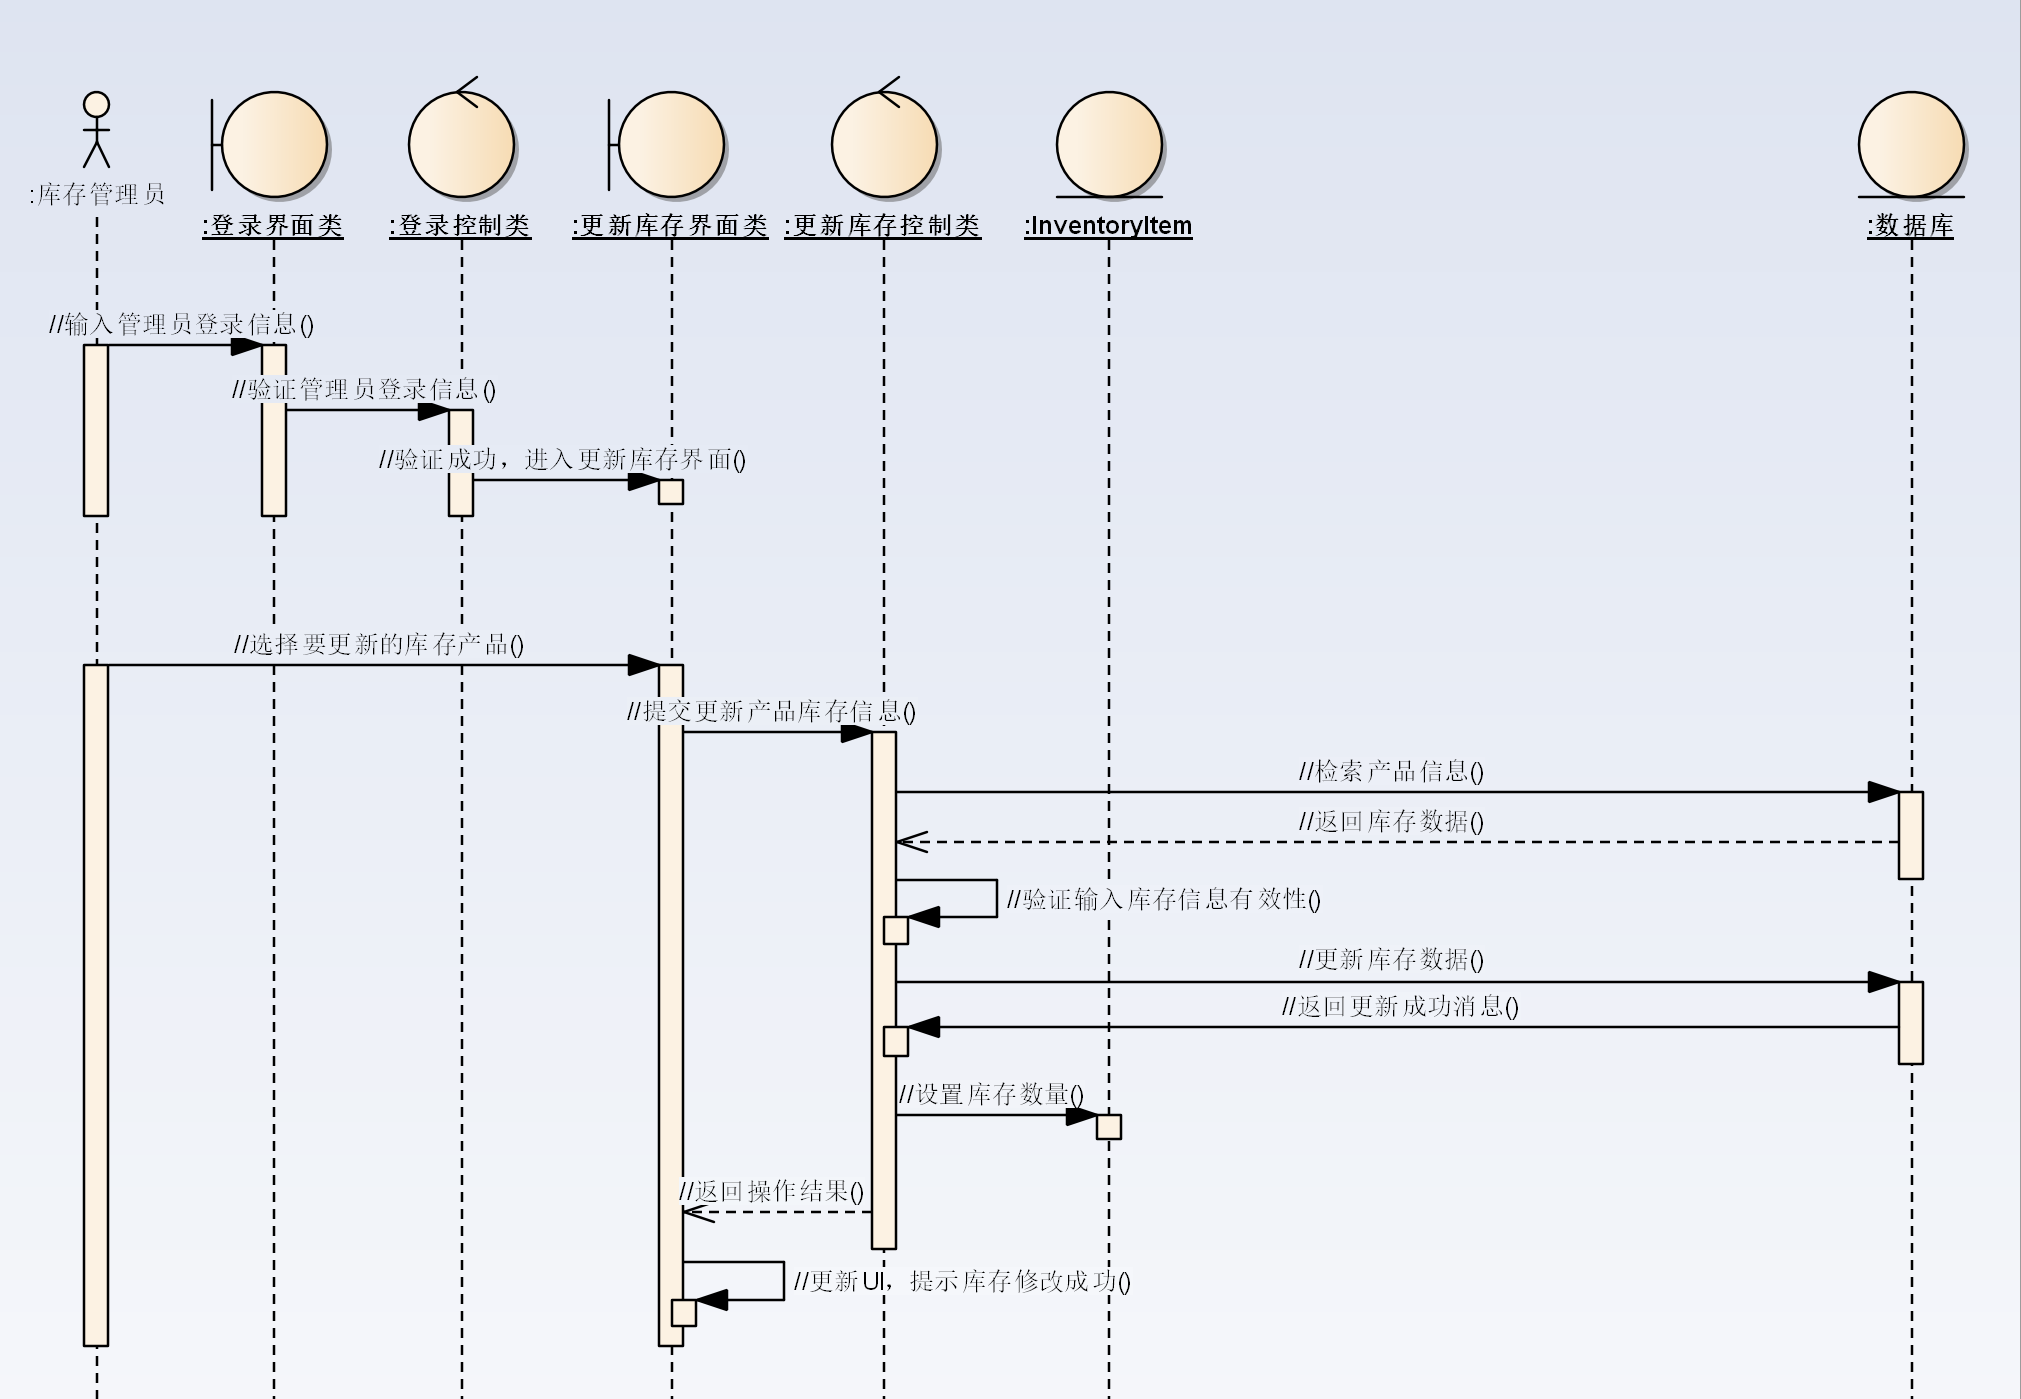 :库存管理员
:登录界面类
:登录控制类
:更新库存界面类
:更新库存控制类
:InventoryItem
:数据库
//输入管理员登录信息()
//验证管理员登录信息()
//验证成功，进入更新库存界面()
//选择要更新的库存产品()
//提交更新产品库存信息()
//检索产品信息()
//返回库存数据()
//验证输入库存信息有效性()
//更新库存数据()
//返回更新成功消息()
//设置库存数量()
//返回操作结果()
//更新UI，提示库存修改成功()